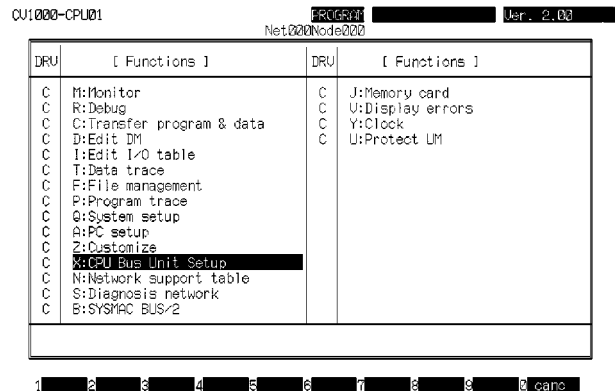 CV1000-CPU01 PROGRAM Ver. 2.00
Net000Node000
DRV [ Functions ] DRV [ Functions ]
C M:Monitor C J:Memory card
C R:Debug C V:Display errors
C C:Transfer program & data C Y:Clock
C D:Edit DM C U:Protect UM
C I:Edit I/O table
C T:Data trace
C F:File management
C P:Program trace
C Q:System setup
C A:PC setup
C Z:Customize
C X:CPU Bus Unit Setup
C N:Network support table
C S:Diagnosis network
C B:SYSMAC BUS/2
1 2 3 4 5 6 7 8 9 0 canc